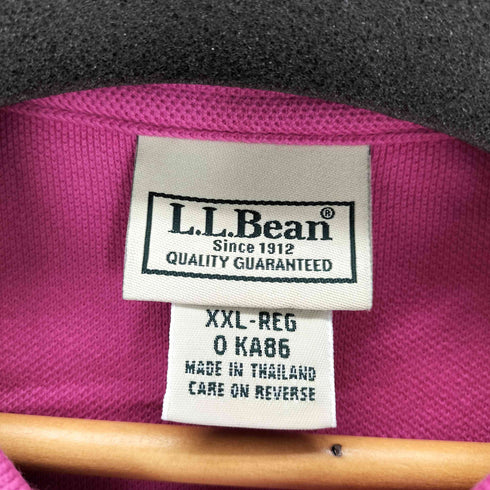 L.L.Bean®
Since 1912
QUALITY GUARANTEED
XXL-REG
0 KA86
MADE IN THAILAND
CARE ON REVERSE